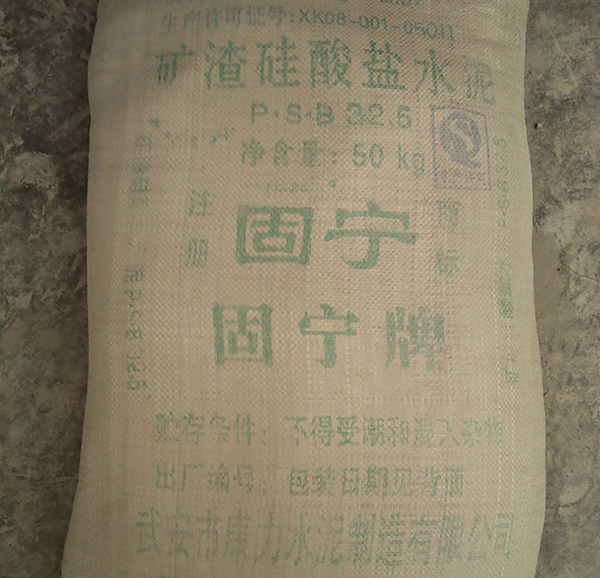 生产许可证号:XK08-001-05011
矿渣硅酸盐水泥
P·S·B 32.5
净含量: 50 kg
注册 固宁 商标
固宁牌
贮存条件: 不得受潮和混入杂物
出厂编号: 包装日期见背面
武安市康力水泥制造有限公司